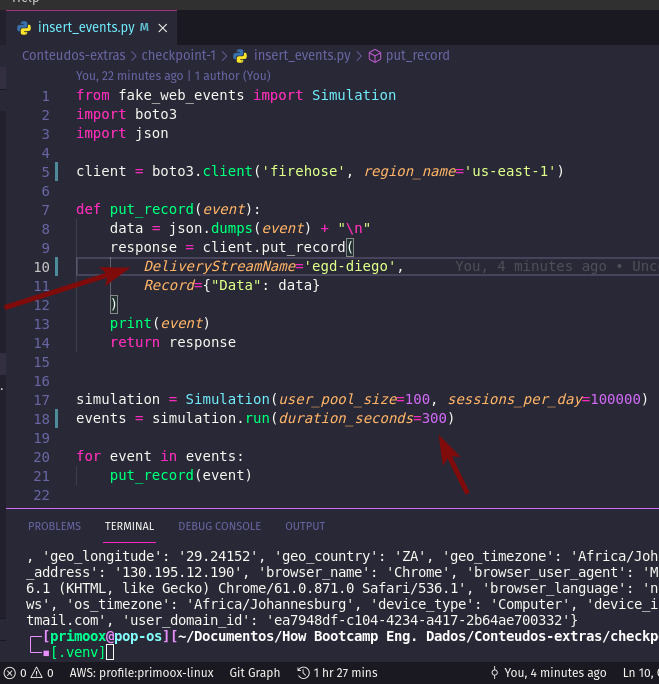 Help
insert_events.py M ×
Conteudos-extras > checkpoint-1 > insert_events.py > put_record
You, 22 minutes ago | 1 author (You)
1 from fake_web_events import Simulation
2 import boto3
3 import json
4
5 client = boto3.client('firehose', region_name='us-east-1')
6
7 def put_record(event):
8 data = json.dumps(event) + "\n"
9 response = client.put_record(
10 DeliveryStreamName='egd-diego', You, 4 minutes ago • Unc
11 Record={"Data": data}
12 )
13 print(event)
14 return response
15
16
17 simulation = Simulation(user_pool_size=100, sessions_per_day=100000)
18 events = simulation.run(duration_seconds=300)
19
20 for event in events:
21 put_record(event)
22
PROBLEMS TERMINAL DEBUG CONSOLE OUTPUT
, 'geo_longitude': '29.24152', 'geo_country': 'ZA', 'geo_timezone': 'Africa/Joh
_address': '130.195.12.190', 'browser_name': 'Chrome', 'browser_user_agent': 'M
6.1 (KHTML, like Gecko) Chrome/61.0.871.0 Safari/536.1', 'browser_language': 'n
ws', 'os_timezone': 'Africa/Johannesburg', 'device_type': 'Computer', 'device_i
tmail.com', 'user_domain_id': 'ea7948df-c104-4234-a417-2b64ae700332'}
[primoox@pop-os][~/Documentos/How Bootcamp Eng. Dados/Conteudos-extras/checkp
[.venv]
0 0 AWS: profile:primoox-linux Git Graph 1 hr 27 mins You, 4 minutes ago Ln 10,